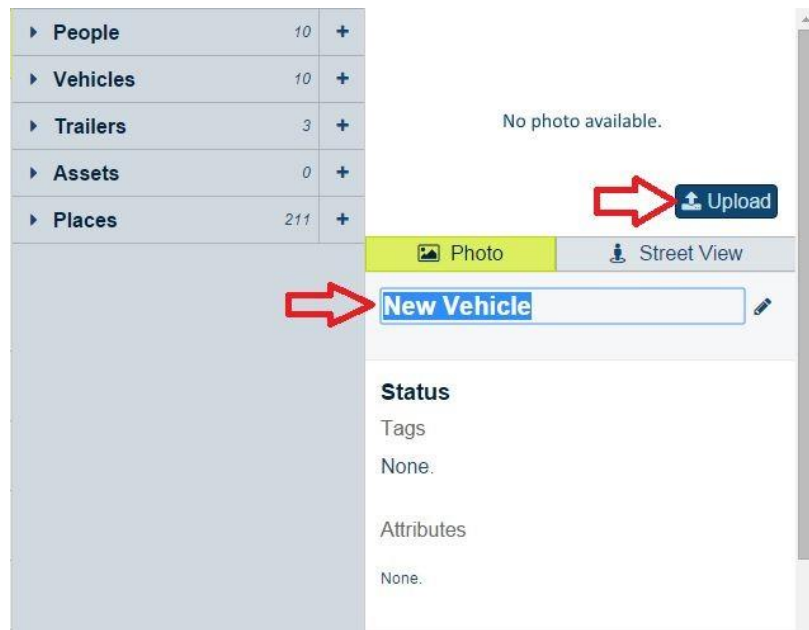 People 10 +
Vehicles 10 +
Trailers 3 +
Assets 0 +
Places 211 +
No photo available.
Upload
Photo
Street View
New Vehicle
Status
Tags
None.
Attributes
None.